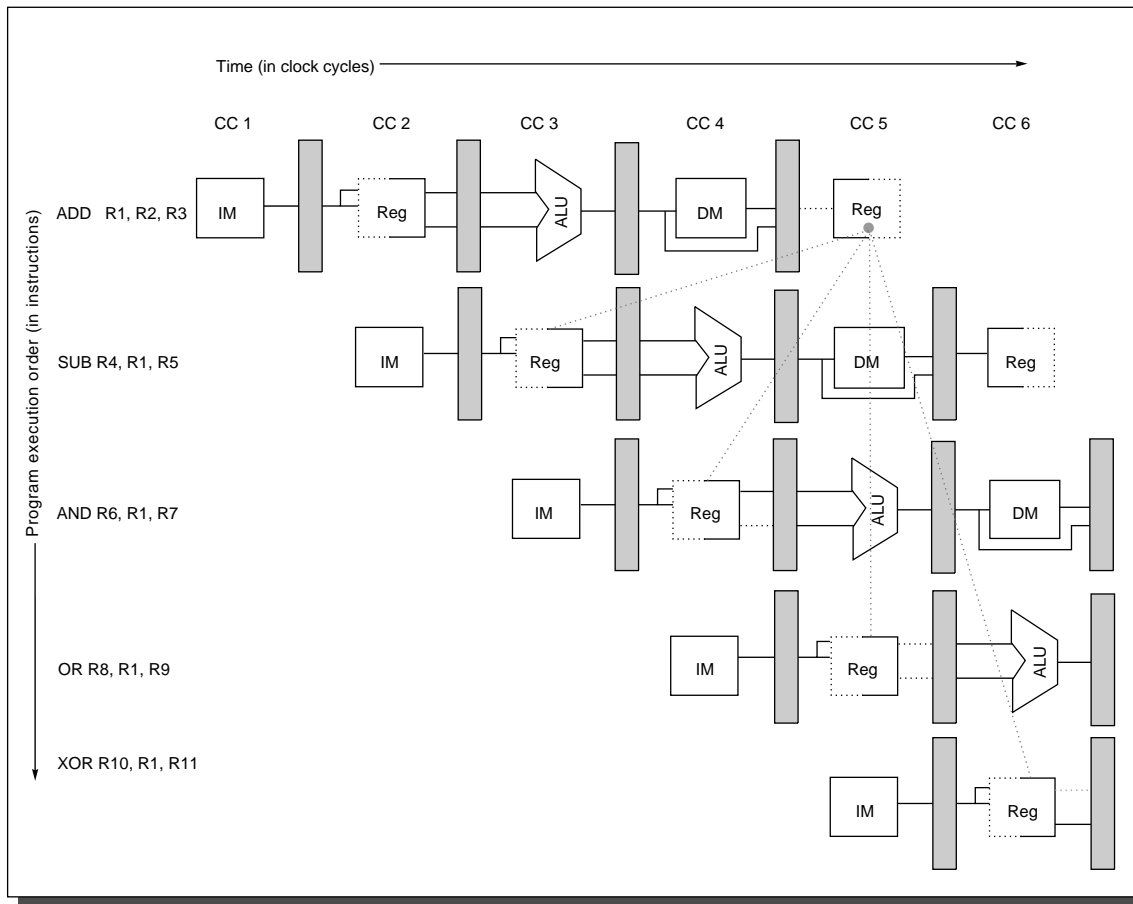 Time (in clock cycles)
CC 1 CC 2 CC 3 CC 4 CC 5 CC 6
Program execution order (in instructions)
ADD R1, R2, R3 IM Reg ALU DM Reg
SUB R4, R1, R5 IM Reg ALU DM Reg
AND R6, R1, R7 IM Reg ALU DM
OR R8, R1, R9 IM Reg ALU
XOR R10, R1, R11 IM Reg